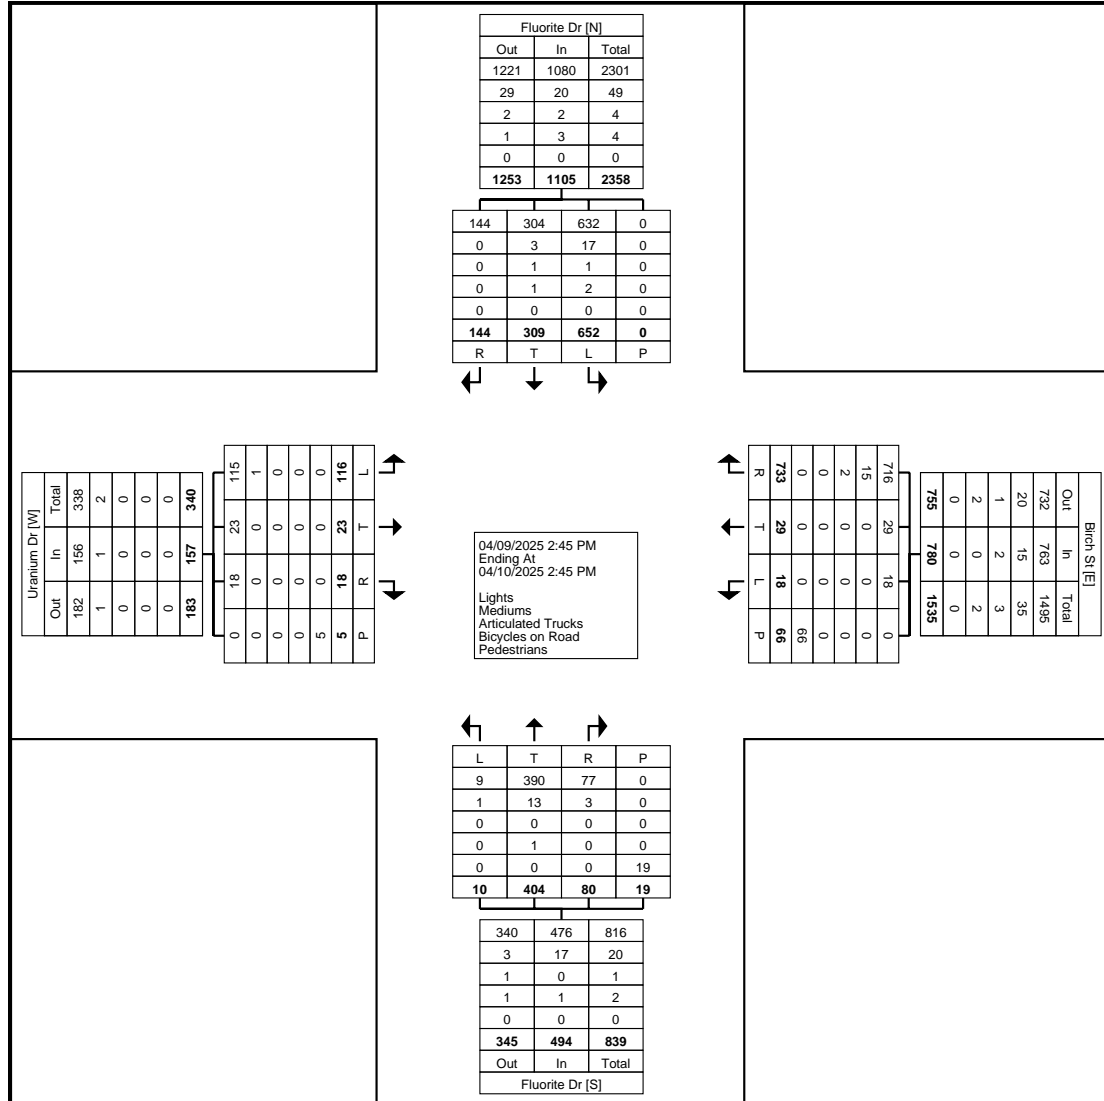 Fluorite Dr [N]
Out In Total
1221 1080 2301
29 20 49
2 2 4
1 3 4
0 0 0
1253 1105 2358
144 304 632 0
0 3 17 0
0 1 1 0
0 1 2 0
0 0 0 0
144 309 652 0
R T L P
Uranium Dr [W]
Total 338 2 0 0 0 340
In 156 1 0 0 0 157
Out 182 1 0 0 0 183
115 1 0 0 0 116 L
23 0 0 0 0 23 T
18 0 0 0 0 18 R
0 0 0 0 5 5 P
04/09/2025 2:45 PM
Ending At
04/10/2025 2:45 PM
Lights
Mediums
Articulated Trucks
Bicycles on Road
Pedestrians
R 733 0 0 2 15 716
T 29 0 0 0 0 29
L 18 0 0 0 0 18
P 66 66 0 0 0 0
Birch St [E]
Out In Total
732 763 1495
20 15 35
1 2 3
2 0 2
0 0 0
755 780 1535
L T R P
9 390 77 0
1 13 3 0
0 0 0 0
0 1 0 0
0 0 0 19
10 404 80 19
340 476 816
3 17 20
1 0 1
1 1 2
0 0 0
345 494 839
Out In Total
Fluorite Dr [S]